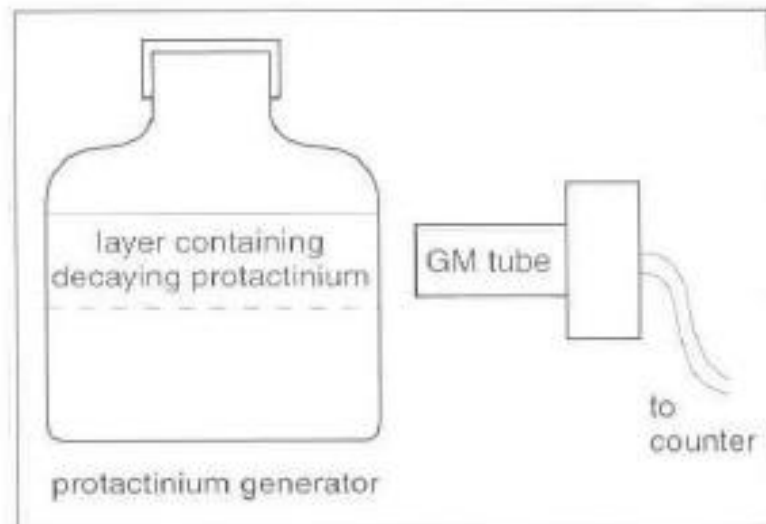 layer containing
decaying protactinium
GM tube
to
counter
protactinium generator